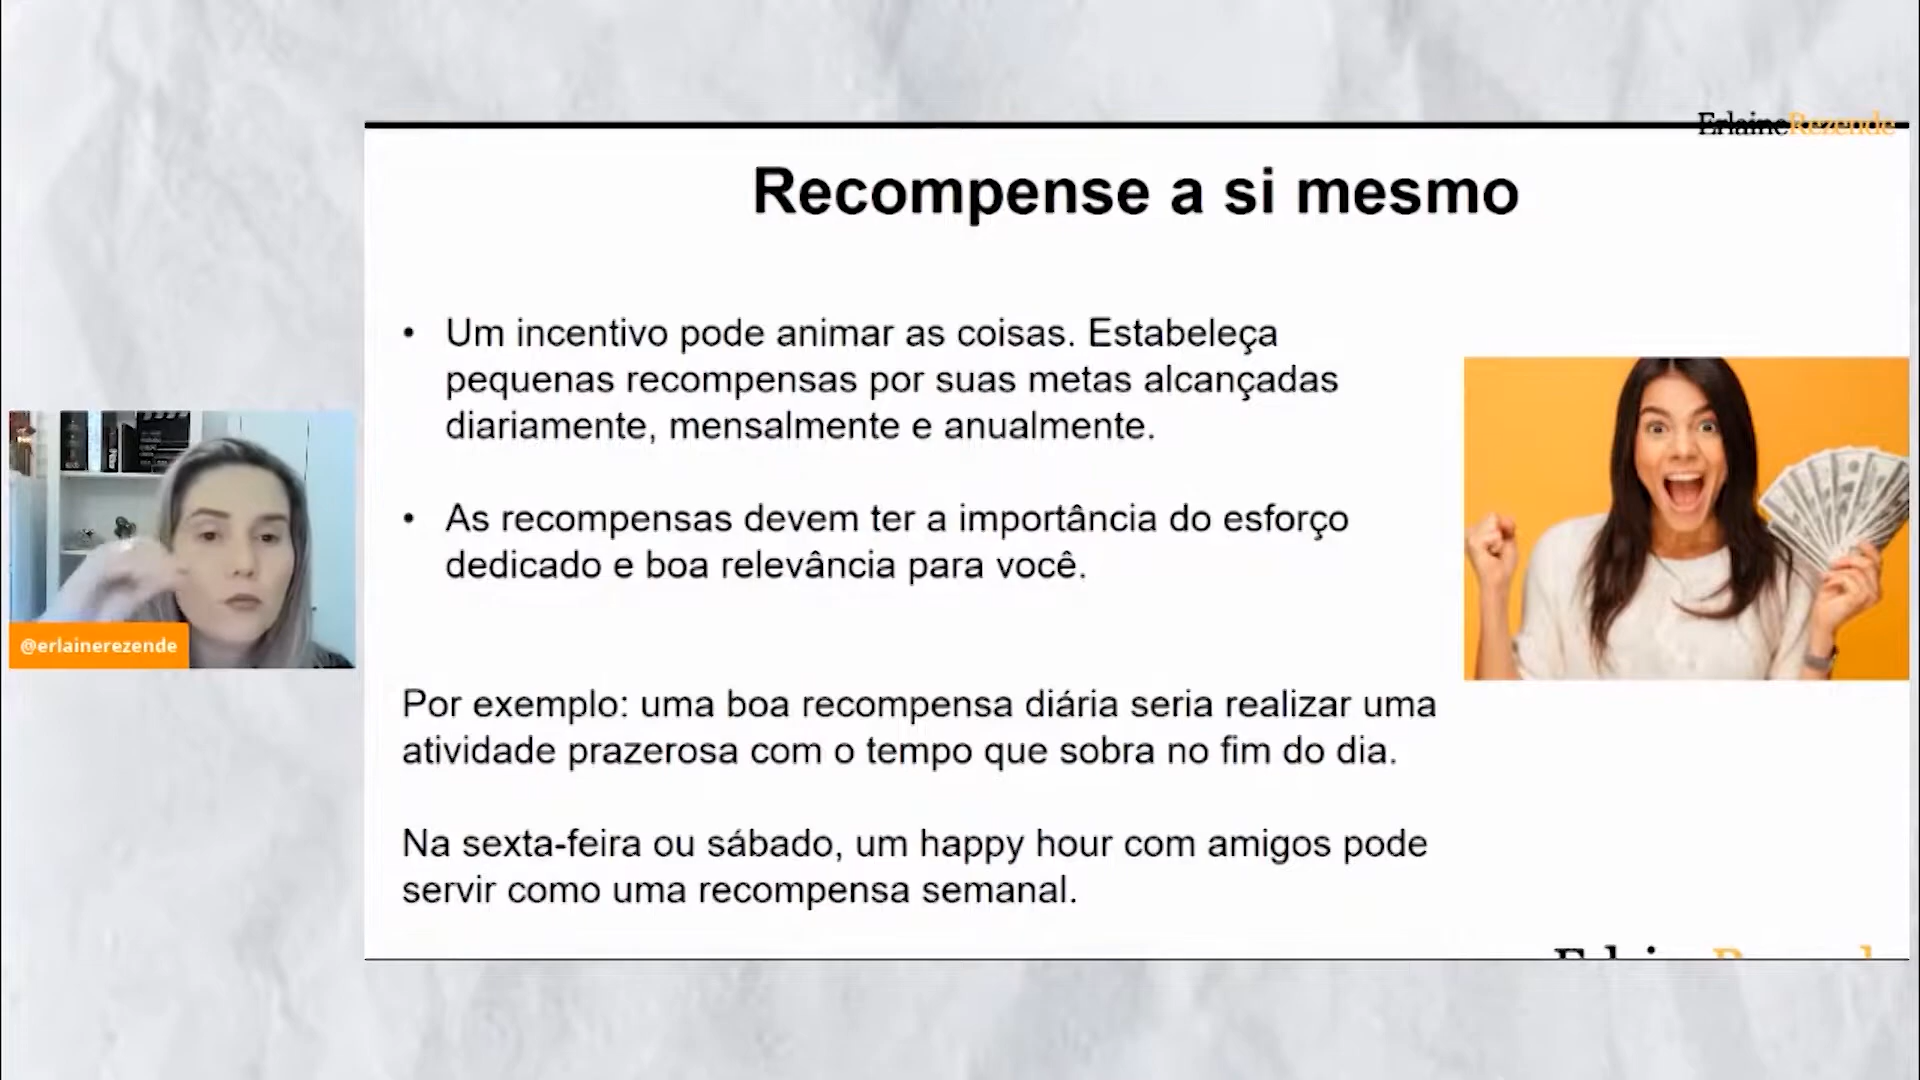 ErlaineRezende
Recompense a si mesmo
• Um incentivo pode animar as coisas. Estabeleça
pequenas recompensas por suas metas alcançadas
diariamente, mensalmente e anualmente.
• As recompensas devem ter a importância do esforço
dedicado e boa relevância para você.
@erlainerezende
Por exemplo: uma boa recompensa diária seria realizar uma
atividade prazerosa com o tempo que sobra no fim do dia.
Na sexta-feira ou sábado, um happy hour com amigos pode
servir como uma recompensa semanal.